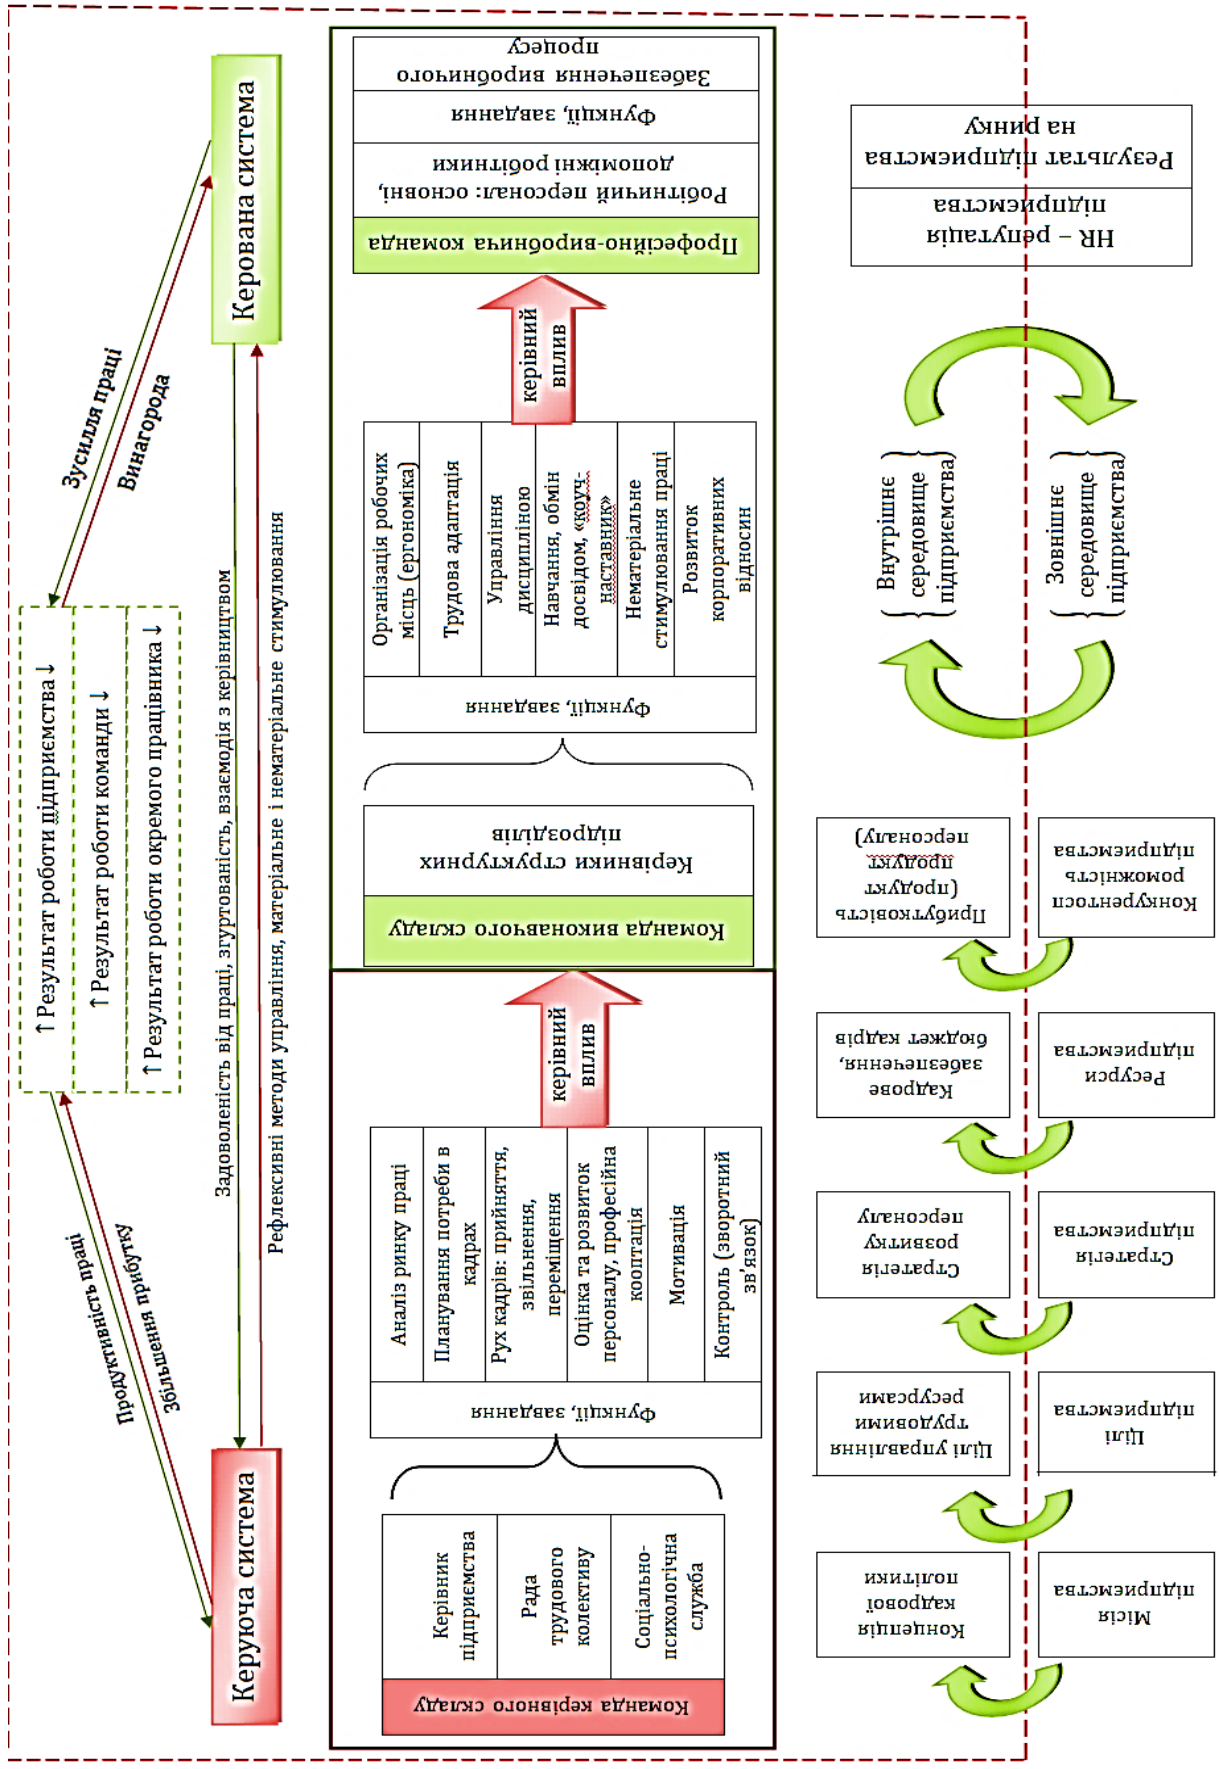 Продуктивність праці
Збільшення прибутку
↑Результат роботи підприємства↓
↑Результат роботи команди↓
↑Результат роботи окремого працівника↓
Зусилля праці
Винагорода
Керуюча система
Задоволеність від праці, згуртованість, взаємодія з керівництвом
Рефлексивні методи управління, матеріальне і нематеріальне стимулювання
Керована система
Команда керівного складу
Керівник
підприємства
Рада
трудового
колективу
Соціально-
психологічна
служба
Функції, завдання
Аналіз ринку праці
Планування потреби в
кадрах
Рух кадрів: прийняття,
звільнення,
переміщення
Оцінка та розвиток
персоналу, професійна
кооптація
Мотивація
Контроль (зворотний
зв’язок)
керівний
вплив
Команда виконавчого складу
Керівники структурних
підрозділів
Функції, завдання
Організація робочих
місць (ергономіка)
Трудова адаптація
Управління
дисципліною
Навчання, обмін
досвідом, «коуч-
наставник»
Нематеріальне
стимулювання праці
Розвиток
корпоративних
відносин
керівний
вплив
Професійно-виробнича команда
Робітничий персонал: основні,
допоміжні робітники
Функції, завдання
Забезпечення виробничого
процесу
Концепція
кадрової
політики
Цілі управління
трудовими
ресурсами
Стратегія
розвитку
персоналу
Кадрове
забезпечення,
бюджет кадрів
Прибутковість
(продукт
продукт
персоналу)
Внутрішнє
середовище
підприємства
HR – репутація
підприємства
Результат підприємства
на ринку
Місія
підприємства
Цілі
підприємства
Стратегія
підприємства
Ресурси
підприємства
Конкурентосп
роможність
підприємства
Зовнішнє
середовище
підприємства